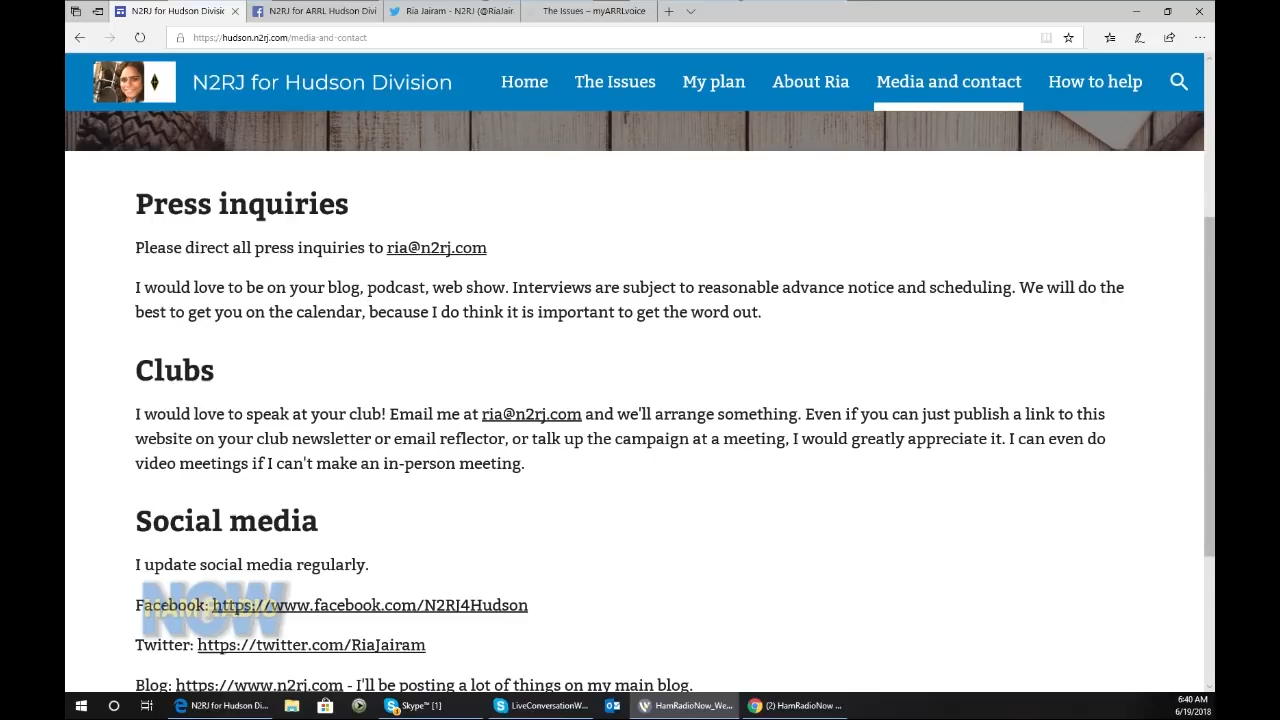 N2RJ for Hudson Divisio
N2RJ for ARRL Hudson Divi
Ria Jairam - N2RJ (@RiaJair
The Issues – myARRLvoice
https://hudson.n2rj.com/media-and-contact
N2RJ for Hudson Division
Home
The Issues
My plan
About Ria
Media and contact
How to help
Press inquiries
Please direct all press inquiries to ria@n2rj.com
I would love to be on your blog, podcast, web show. Interviews are subject to reasonable advance notice and scheduling. We will do the
best to get you on the calendar, because I do think it is important to get the word out.
Clubs
I would love to speak at your club! Email me at ria@n2rj.com and we'll arrange something. Even if you can just publish a link to this
website on your club newsletter or email reflector, or talk up the campaign at a meeting, I would greatly appreciate it. I can even do
video meetings if I can't make an in-person meeting.
Social media
I update social media regularly.
Facebook: https://www.facebook.com/N2RJ4Hudson
HAM RADIO
NOW
Twitter: https://twitter.com/RiaJairam
Blog: https://www.n2rj.com - I'll be posting a lot of things on my main blog.
N2RJ for Hudson Di...
Skype™ [1]
LiveConversationW...
HamRadioNow_We...
(2) HamRadioNow ...
6:40 AM
6/19/2018